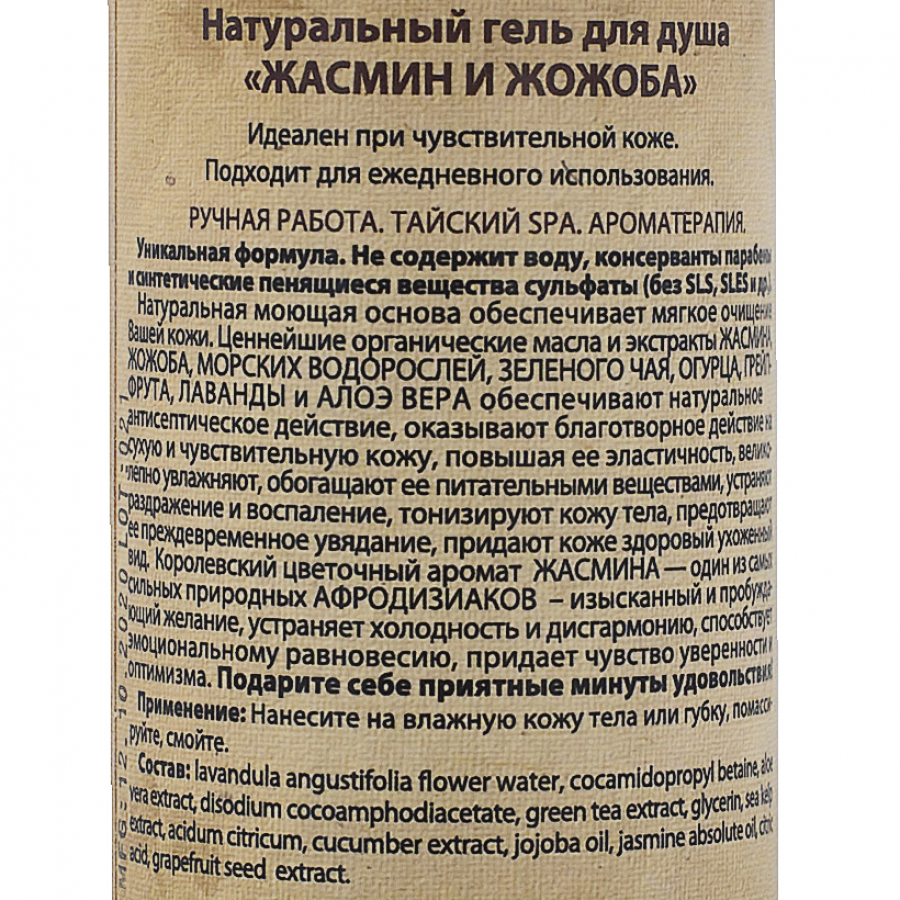 Натуральный гель для душа
«ЖАСМИН И ЖОЖОБА»
Идеален при чувствительной коже.
Подходит для ежедневного использования.
РУЧНАЯ РАБОТА. ТАЙСКИЙ SPA. АРОМАТЕРАПИЯ.
Уникальная формула. Не содержит воду, консерванты парабены
и синтетические пенящиеся вещества сульфаты (без SLS, SLES и др.).
Натуральная моющая основа обеспечивает мягкое очищение
Вашей кожи. Ценнейшие органические масла и экстракты ЖАСМИНА,
ЖОЖОБА, МОРСКИХ ВОДОРОСЛЕЙ, ЗЕЛЕНОГО ЧАЯ, ОГУРЦА, ГРЕЙП-
ФРУТА, ЛАВАНДЫ и АЛОЭ ВЕРА обеспечивают натуральное
антисептическое действие, оказывают благотворное действие на
сухую и чувствительную кожу, повышая ее эластичность, велико-
лепно увлажняют, обогащают ее питательными веществами, устраняют
раздражение и воспаление, тонизируют кожу тела, предотвращают
ее преждевременное увядание, придают коже здоровый ухоженный
вид. Королевский цветочный аромат ЖАСМИНА — один из самых
сильных природных АФРОДИЗИАКОВ – изысканный и пробужда-
ющий желание, устраняет холодность и дисгармонию, способствует
эмоциональному равновесию, придает чувство уверенности и
оптимизма. Подарите себе приятные минуты удовольствия!
Применение: Нанесите на влажную кожу тела или губку, помасси-
руйте, смойте.
Состав: lavandula angustifolia flower water, cocamidopropyl betaine, aloe
vera extract, disodium cocoamphodiacetate, green tea extract, glycerin, sea kelp
extract, acidum citricum, cucumber extract, jojoba oil, jasmine absolute oil, citric
acid, grapefruit seed extract.